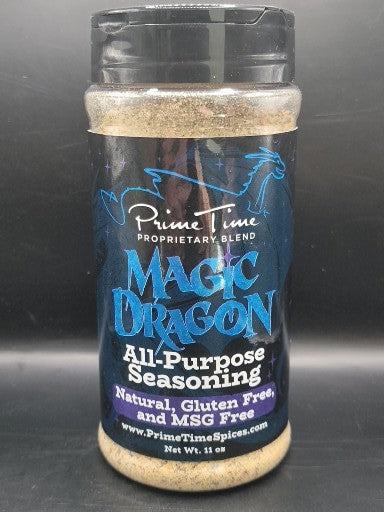 Prime Time
PROPRIETARY BLEND
MAGIC
DRAGON
All-Purpose
Seasoning
Natural, Gluten Free,
and MSG Free
www.PrimeTimeSpices.com
Net Wt. 11 oz